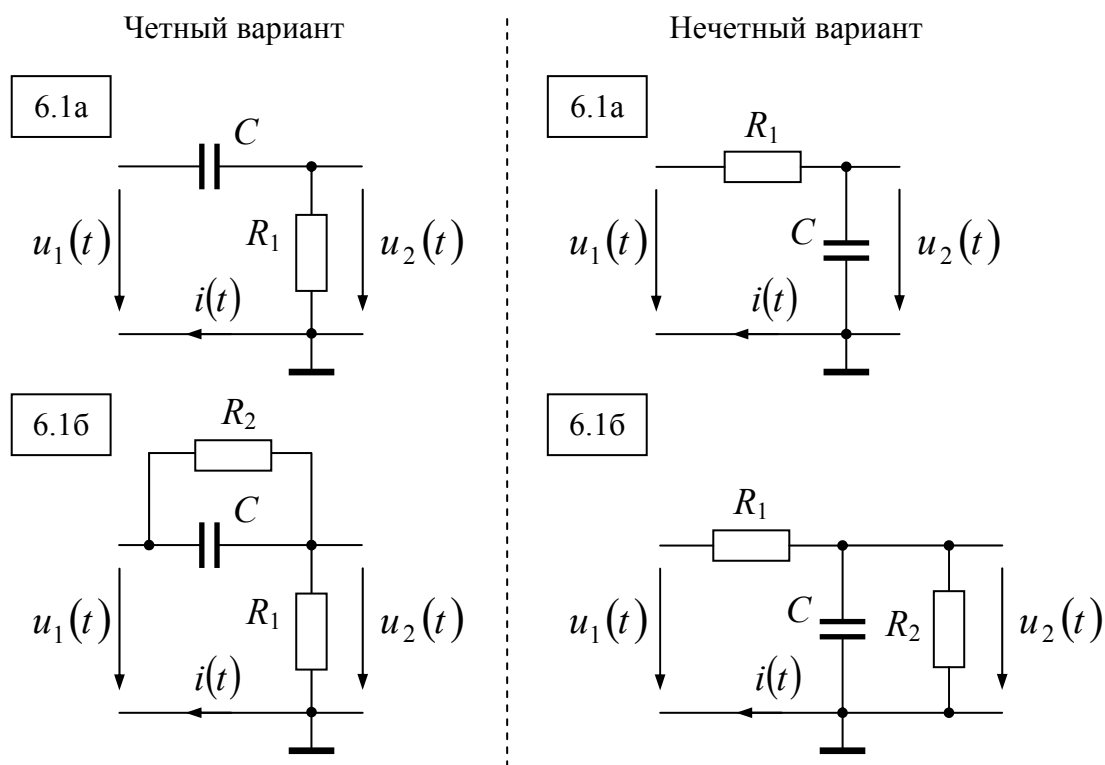 Четный вариант
Нечетный вариант
6.1а
C
R₁
u₁(t)
u₂(t)
i(t)
6.1а
R₁
C
u₁(t)
u₂(t)
i(t)
6.1б
R₂
C
R₁
u₁(t)
u₂(t)
i(t)
6.1б
R₁
C
R₂
u₁(t)
u₂(t)
i(t)